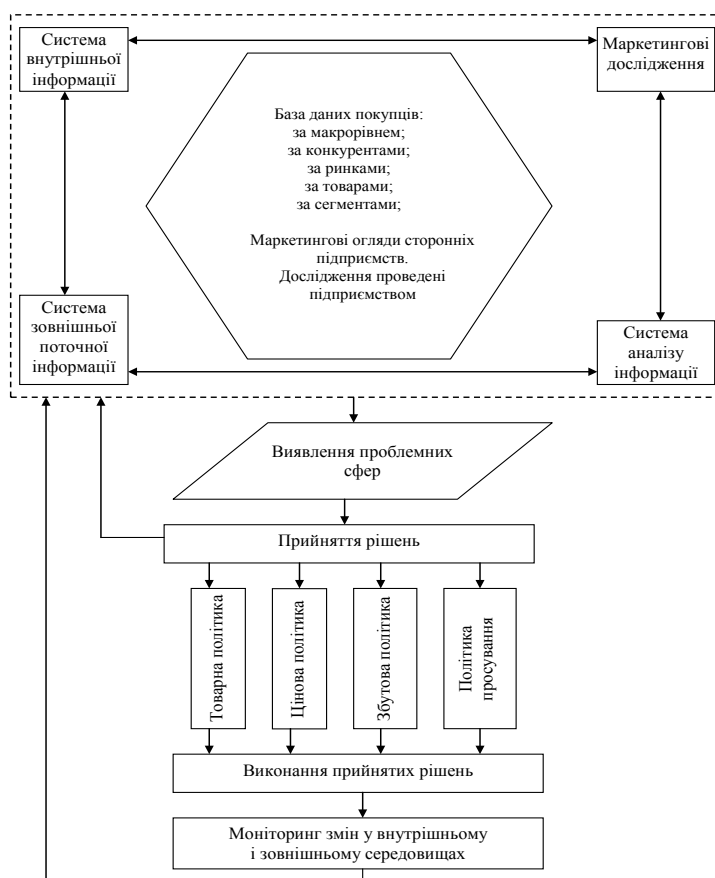 Система
внутрішньої
інформації
Маркетингові
дослідження
База даних покупців:
за макрорівнем;
за конкурентами;
за ринками;
за товарами;
за сегментами;
Маркетингові огляди сторонніх
підприємств.
Дослідження проведені
підприємством
Система
зовнішньої
поточної
інформації
Система
аналізу
інформації
Виявлення проблемних
сфер
Прийняття рішень
Товарна політика
Цінова політика
Збутова політика
Політика
просування
Виконання прийнятих рішень
Моніторинг змін у внутрішньому
і зовнішньому середовищах